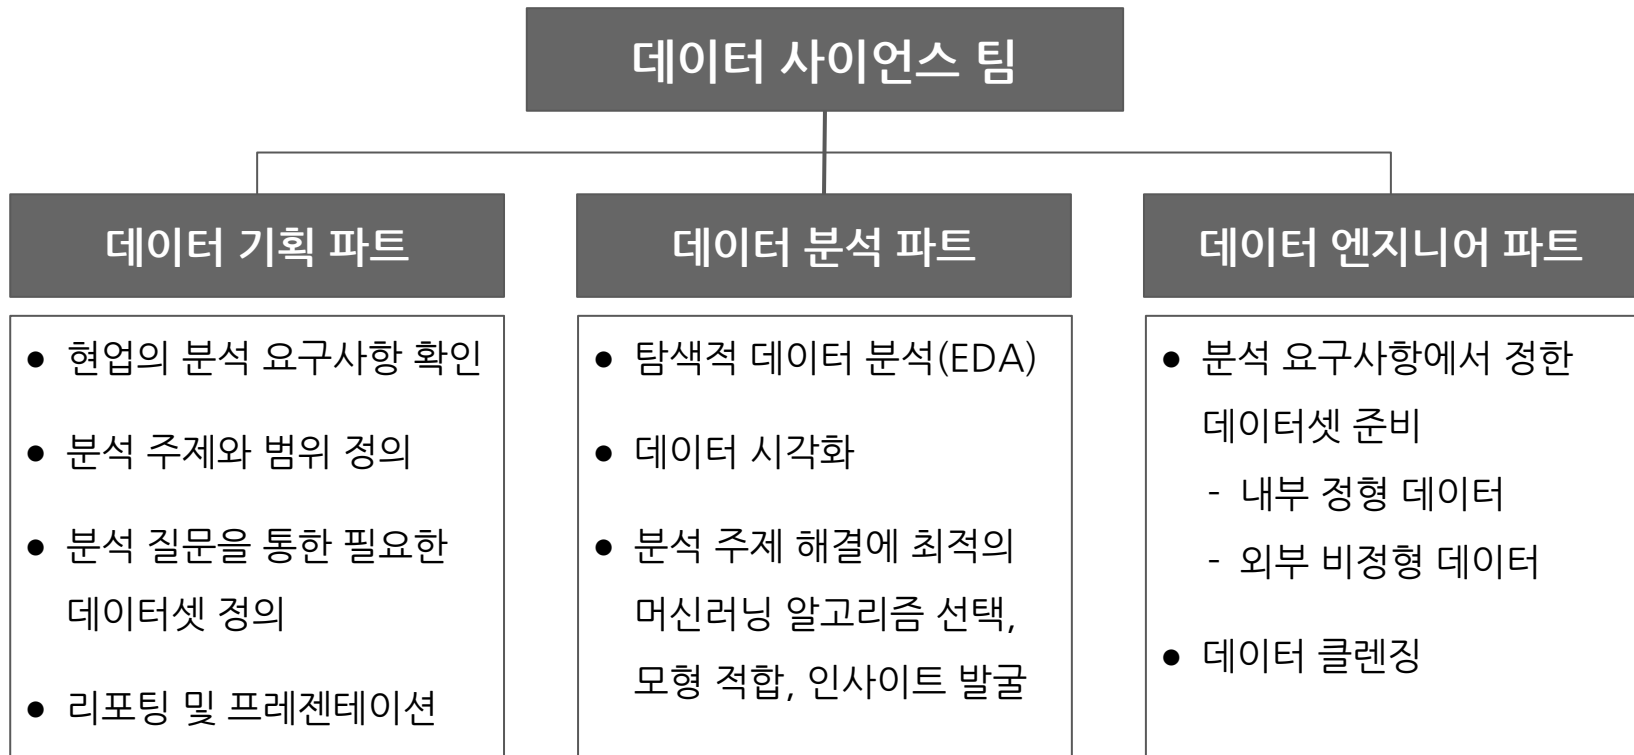 데이터 사이언스 팀
데이터 기획 파트
● 현업의 분석 요구사항 확인
● 분석 주제와 범위 정의
● 분석 질문을 통한 필요한
데이터셋 정의
● 리포팅 및 프레젠테이션
데이터 분석 파트
● 탐색적 데이터 분석(EDA)
● 데이터 시각화
● 분석 주제 해결에 최적의
머신러닝 알고리즘 선택,
모형 적합, 인사이트 발굴
데이터 엔지니어 파트
● 분석 요구사항에서 정한
데이터셋 준비
- 내부 정형 데이터
- 외부 비정형 데이터
● 데이터 클렌징